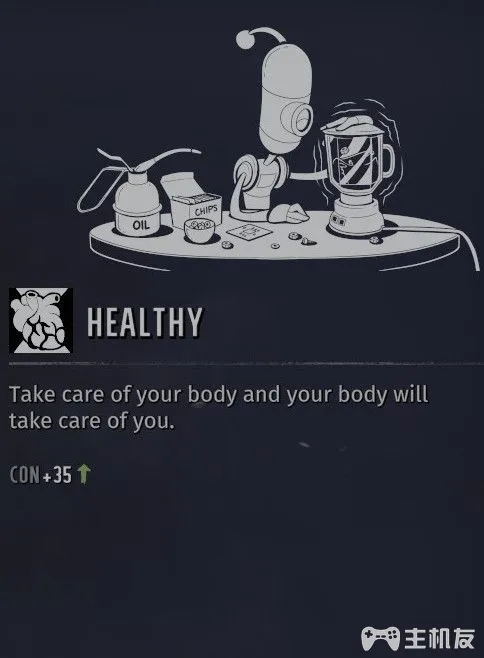 OIL
CHIPS
HEALTHY
Take care of your body and your body will
take care of you.
CON +35
主机友